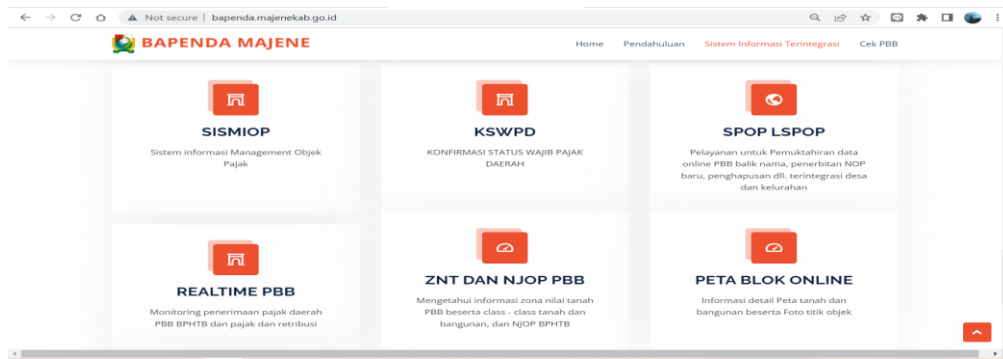 Not secure | bapenda.majenekab.go.id
BAPENDA MAJENE
Home Pendahuluan Sistem Informasi Terintegrasi Cek PBB
SISMIOP
Sistem informasi Management Objek
Pajak
KSWPD
KONFIRMASI STATUS WAJIB PAJAK
DAERAH
SPOP LSPOP
Pelayanan untuk Pemuktahiran data
online PBB balik nama, penerbitan NOP
baru, penghapusan dll. terintegrasi desa
dan kelurahan
REALTIME PBB
Monitoring penerimaan pajak daerah
PBB BPHTB dan pajak dan retribusi
ZNT DAN NJOP PBB
Mengetahui informasi zona nilai tanah
PBB beserta class - class tanah dan
bangunan, dan NJOP BPHTB
PETA BLOK ONLINE
Informasi detail Peta tanah dan
bangunan beserta Foto titik objek